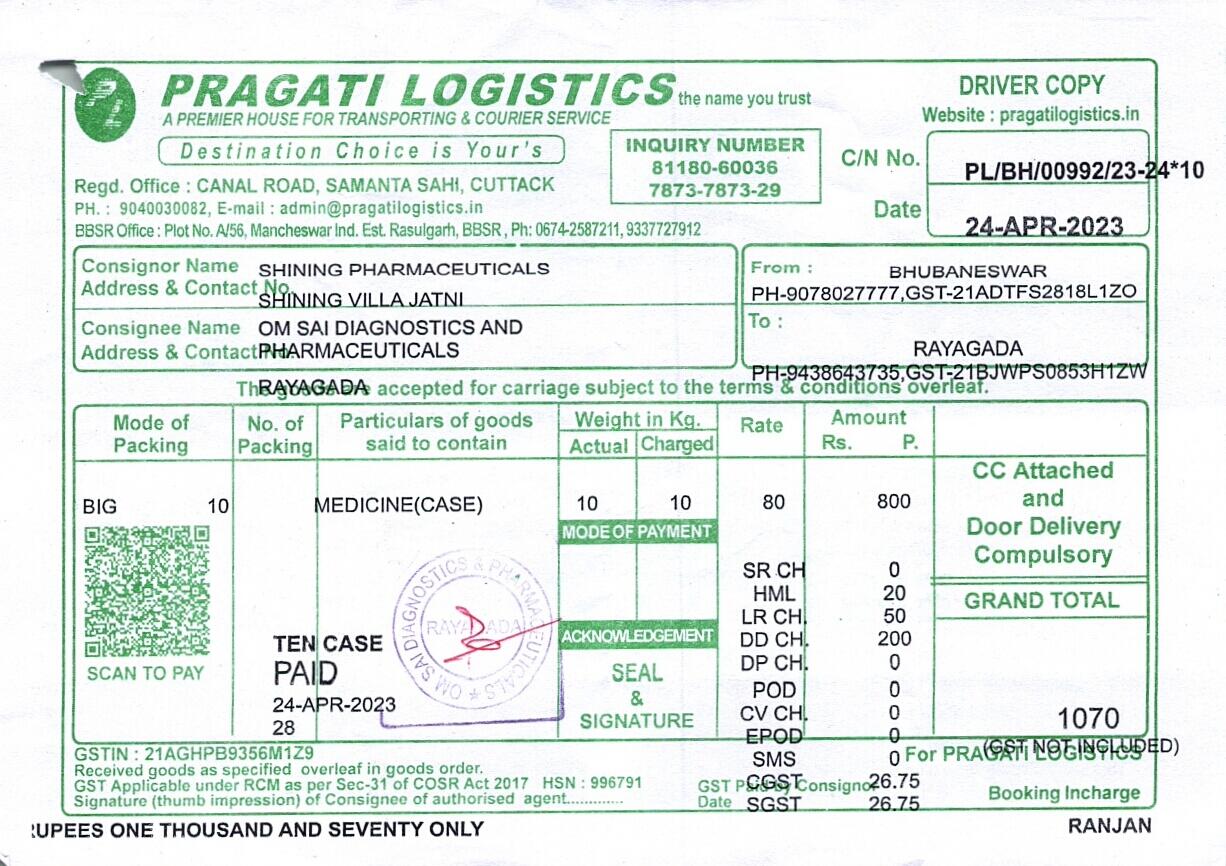 PRAGATI LOGISTICS the name you trust
A PREMIER HOUSE FOR TRANSPORTING & COURIER SERVICE
Destination Choice is Your's
Regd. Office : CANAL ROAD, SAMANTA SAHI, CUTTACK
PH. : 9040030082, E-mail : admin@pragatilogistics.in
BBSR Office : Plot No. A/56, Mancheswar Ind. Est. Rasulgarh, BBSR , Ph: 0674-2587211, 9337727912
INQUIRY NUMBER
81180-60036
7873-7873-29
DRIVER COPY
Website : pragatilogistics.in
C/N No. PL/BH/00992/23-24*10
Date 24-APR-2023
Consignor Name SHINING PHARMACEUTICALS
Address & Contact No. SHINING VILLA JATNI
Consignee Name OM SAI DIAGNOSTICS AND
Address & Contact No. PHARMACEUTICALS
RAYAGADA
From : BHUBANESWAR
PH-9078027777,GST-21ADTFS2818L1ZO
To :
RAYAGADA
PH-9438643735,GST-21BJWPS0853H1ZW
The goods are accepted for carriage subject to the terms & conditions overleaf.
Mode of Packing No. of Packing Particulars of goods said to contain Weight in Kg. Actual Charged Rate Amount Rs. P.
BIG 10 MEDICINE(CASE) 10 10 80 800
CC Attached
and
Door Delivery
Compulsory
MODE OF PAYMENT
SR CH 0
HML 20
LR CH. 50
DD CH. 200
DP CH. 0
POD 0
CV CH. 0
EPOD 0
SMS 0
CGST 26.75
SGST 26.75
GRAND TOTAL
1070
(GST NOT INCLUDED)
SCAN TO PAY
TEN CASE
PAID
24-APR-2023
28
OM SAI DIAGNOSTICS & PHARMACEUTICALS
RAYAGADA
ACKNOWLEDGEMENT
SEAL
&
SIGNATURE
GSTIN : 21AGHPB9356M1Z9
Received goods as specified overleaf in goods order.
GST Applicable under RCM as per Sec-31 of COSR Act 2017 HSN : 996791
Signature (thumb impression) of Consignee of authorised agent.............
GST Paid by Consignor
Date
For PRAGATI LOGISTICS
Booking Incharge
RUPEES ONE THOUSAND AND SEVENTY ONLY
RANJAN